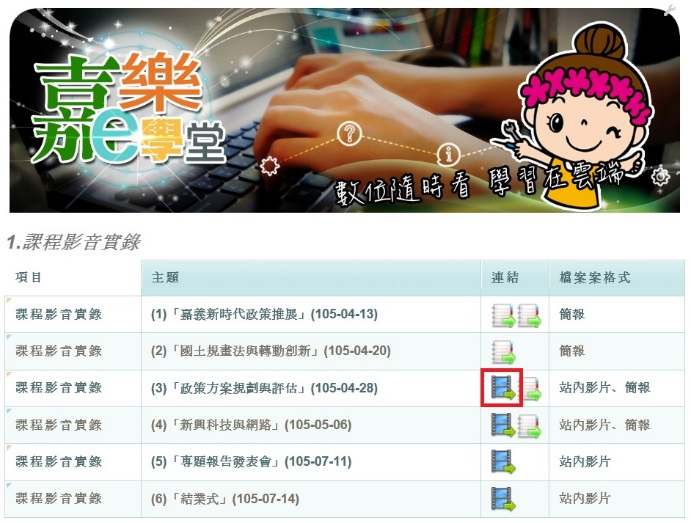 嘉樂e學堂
數位隨時看 學習在雲端
1.課程影音實錄
項目 主題 連結 檔案案格式
課程影音實錄 (1)「嘉義新時代政策推展」(105-04-13) 簡報
課程影音實錄 (2)「國土規畫法與轉動創新」(105-04-20) 簡報
課程影音實錄 (3)「政策方案規劃與評估」(105-04-28) 站內影片、簡報
課程影音實錄 (4)「新興科技與網路」(105-05-06) 站內影片、簡報
課程影音實錄 (5)「專題報告發表會」(105-07-11) 站內影片
課程影音實錄 (6)「結業式」(105-07-14) 站內影片